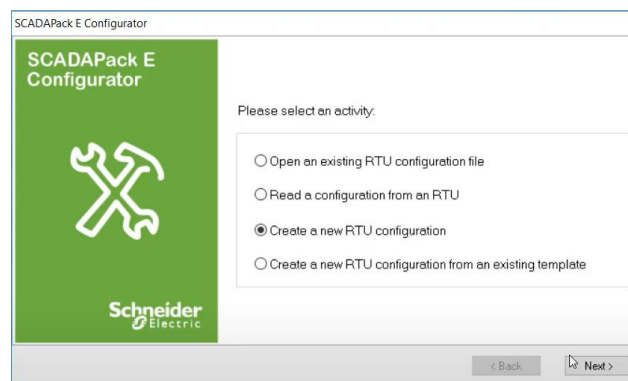 SCADAPack E Configurator
SCADAPack E
Configurator
Please select an activity:
Open an existing RTU configuration file
Read a configuration from an RTU
Create a new RTU configuration
Create a new RTU configuration from an existing template
Schneider
Electric
< Back
Next >